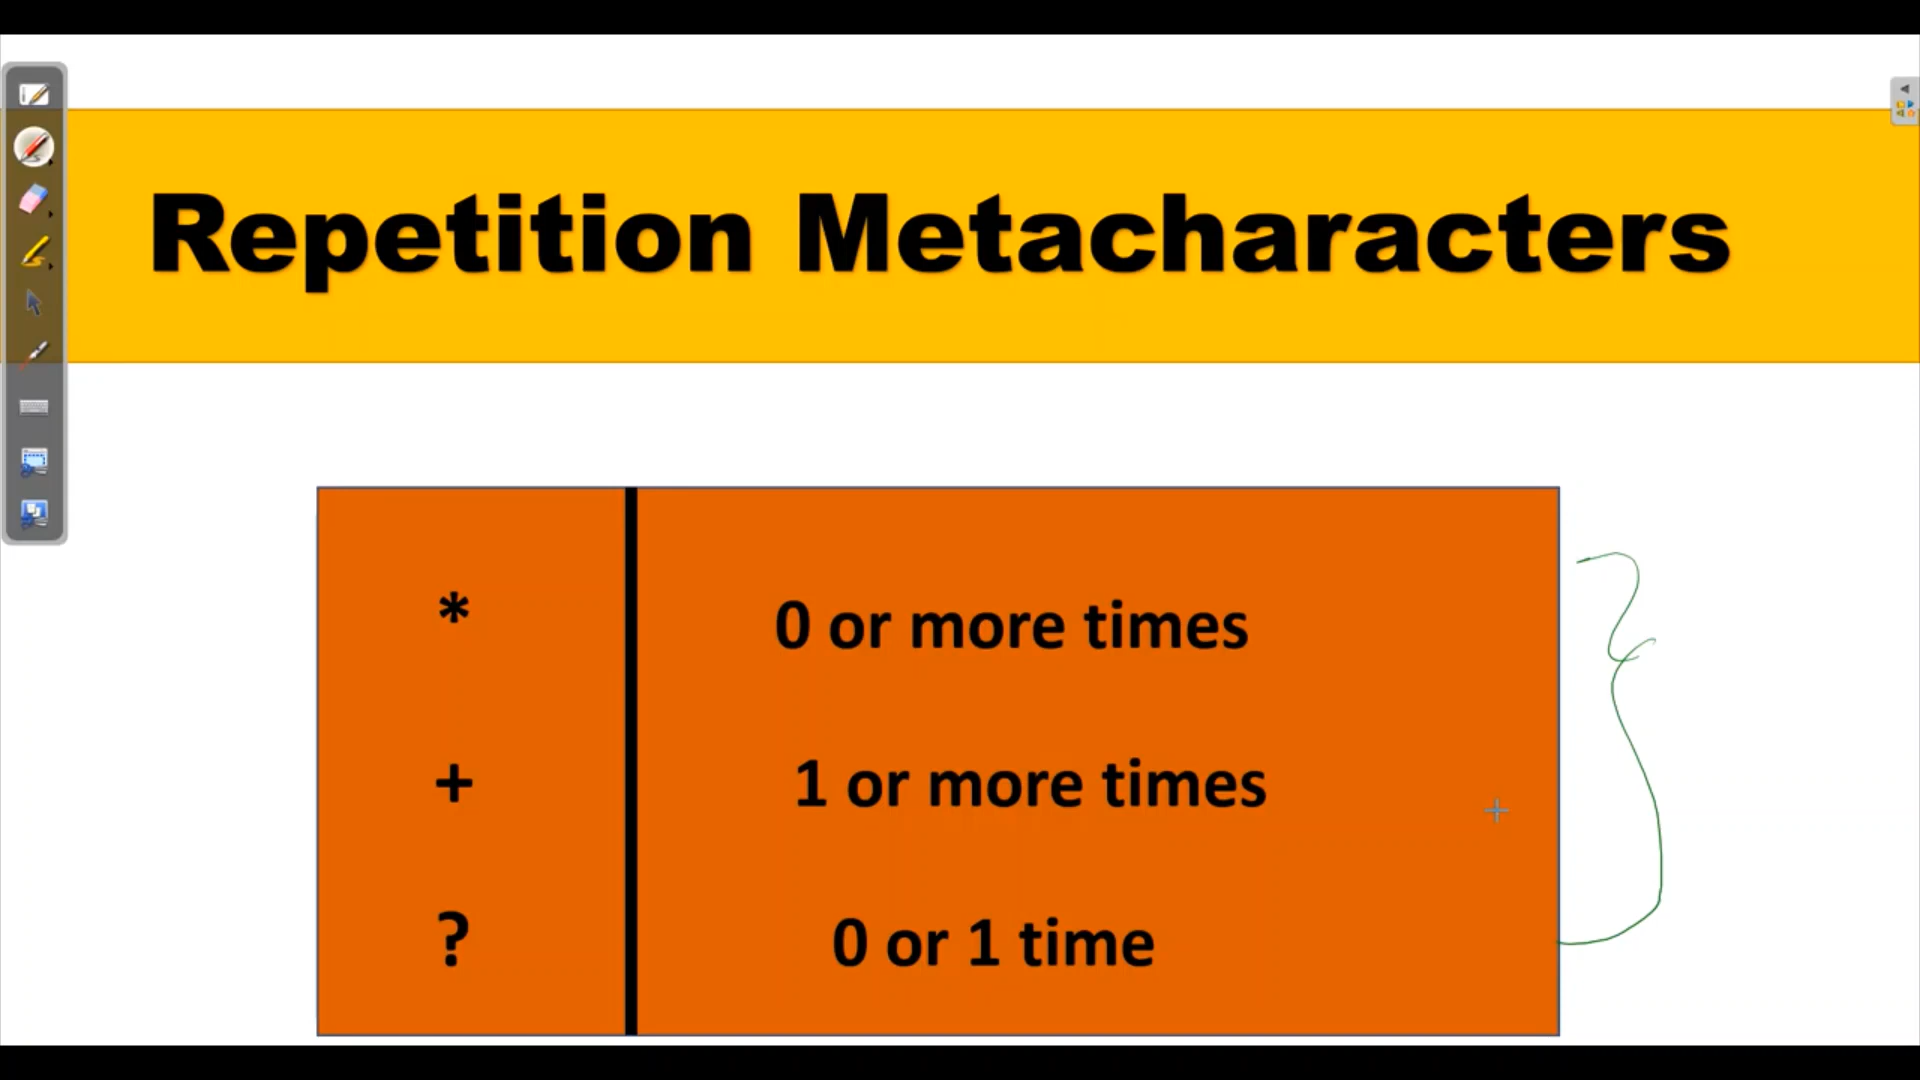 Repetition Metacharacters
* 0 or more times
+ 1 or more times
? 0 or 1 time